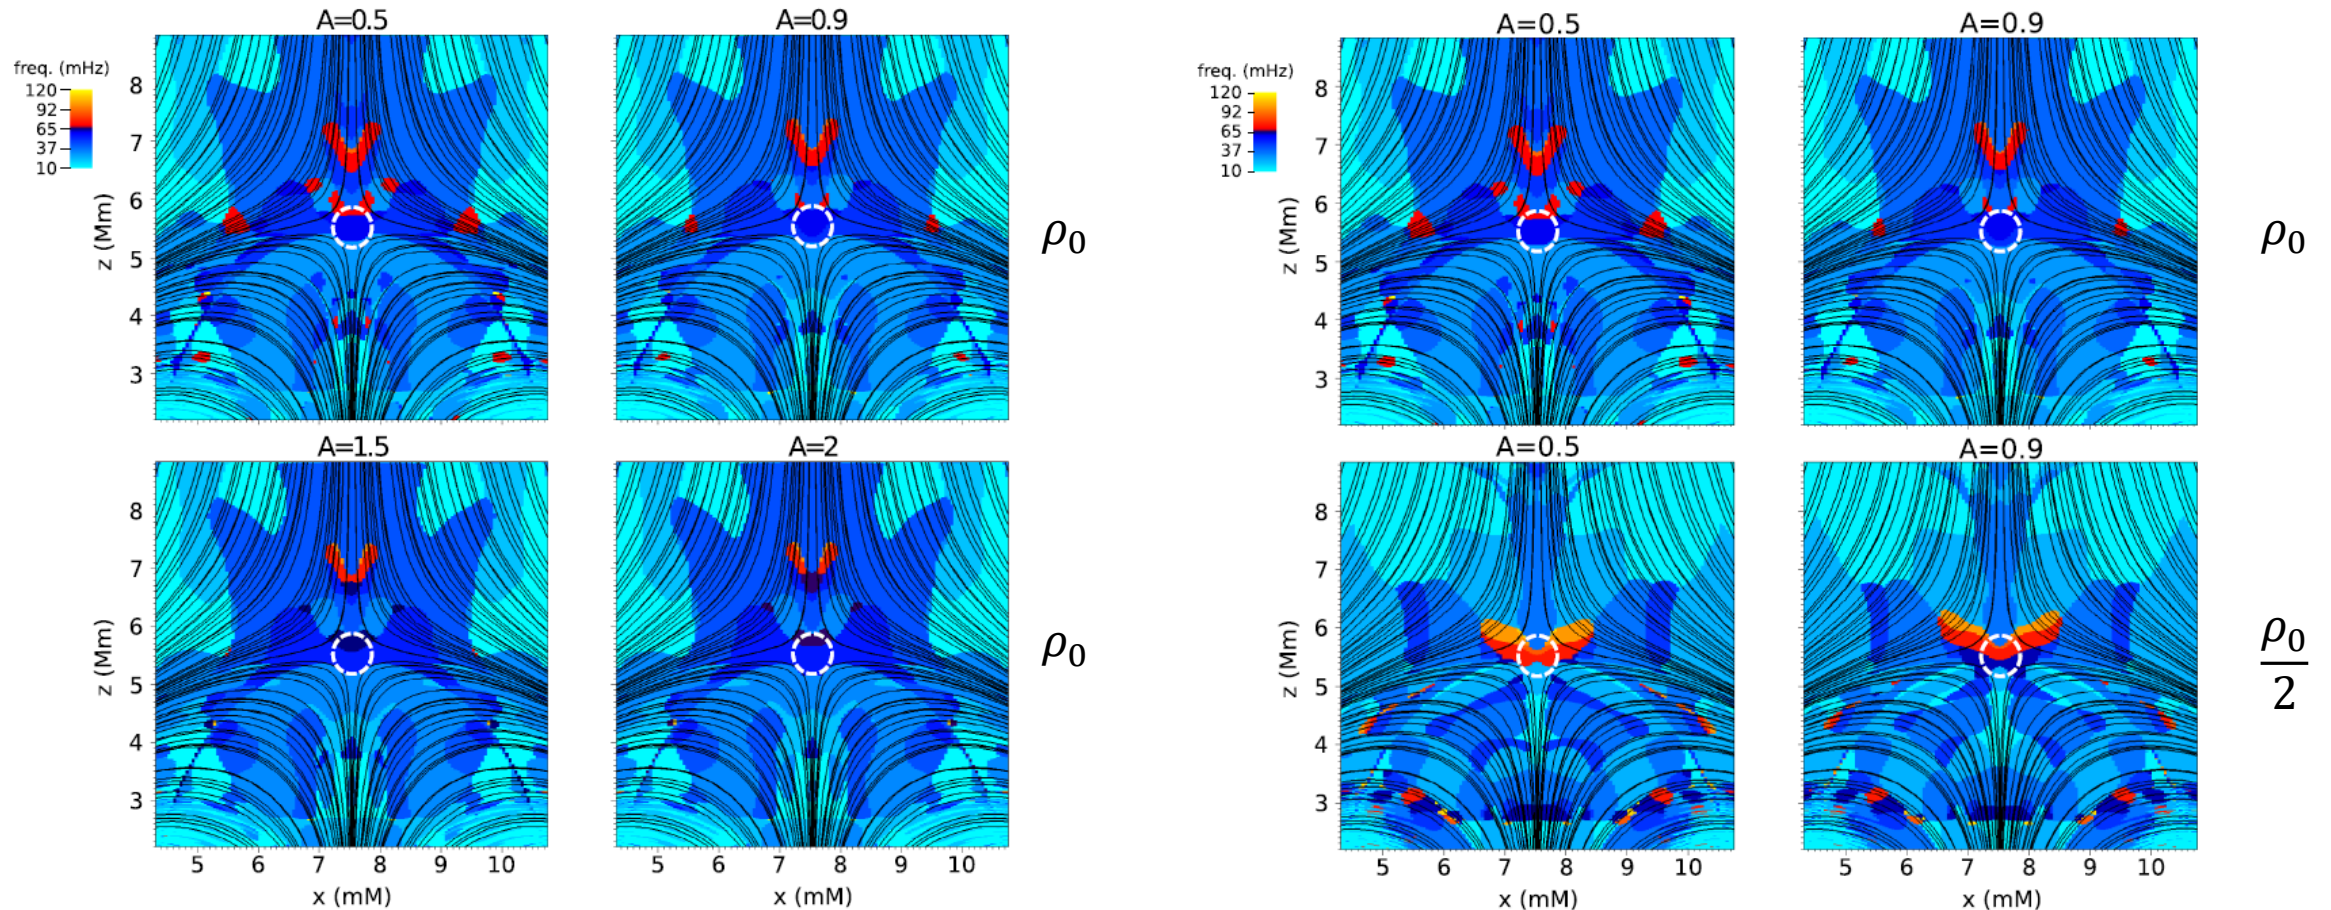 A=0.5
A=0.9
freq. (mHz)
120
92
65
37
10
8
7
6
5
4
3
z (Mm)
ρ₀
A=1.5
A=2
8
7
6
5
4
3
z (Mm)
ρ₀
5 6 7 8 9 10
5 6 7 8 9 10
x (mM)
x (mM)
A=0.5
A=0.9
freq. (mHz)
120
92
65
37
10
8
7
6
5
4
3
z (Mm)
ρ₀
A=0.5
A=0.9
8
7
6
5
4
3
z (Mm)
ρ₀
2
5 6 7 8 9 10
5 6 7 8 9 10
x (mM)
x (mM)